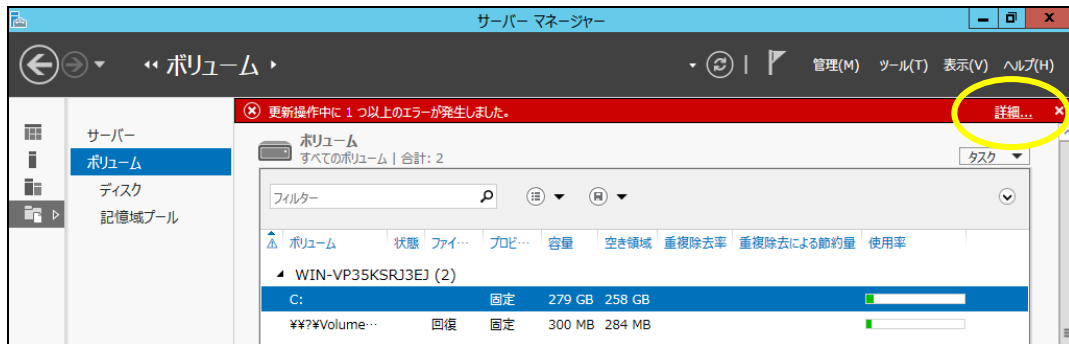 サーバー マネージャー
ボリューム
管理(M) ツール(T) 表示(V) ヘルプ(H)
更新操作中に 1 つ以上のエラーが発生しました。 詳細...
サーバー
ボリューム
ディスク
記憶域プール
ボリューム
すべてのボリューム | 合計: 2
タスク
フィルター
ボリューム 状態 ファイ… プロビ… 容量 空き領域 重複除去率 重複除去による節約量 使用率
WIN-VP35KSRJ3EJ (2)
C: 固定 279 GB 258 GB
¥¥?¥Volume… 回復 固定 300 MB 284 MB